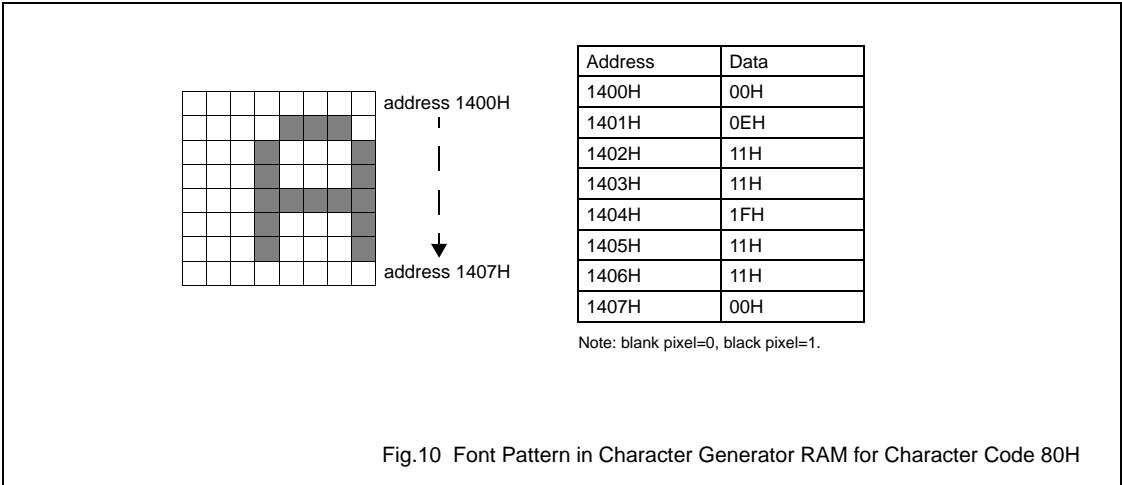 address 1400H
address 1407H
Address Data
1400H 00H
1401H 0EH
1402H 11H
1403H 11H
1404H 1FH
1405H 11H
1406H 11H
1407H 00H
Note: blank pixel=0, black pixel=1.
Fig.10 Font Pattern in Character Generator RAM for Character Code 80H